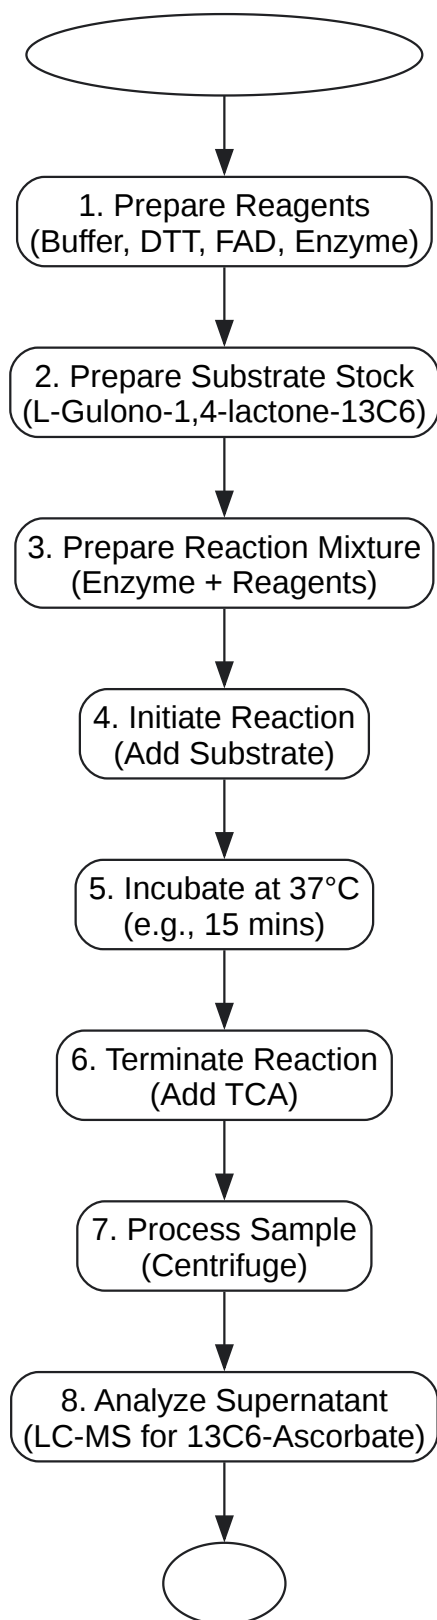 1. Prepare Reagents
(Buffer, DTT, FAD, Enzyme)
2. Prepare Substrate Stock
(L-Gulono-1,4-lactone-13C6)
3. Prepare Reaction Mixture
(Enzyme + Reagents)
4. Initiate Reaction
(Add Substrate)
5. Incubate at 37°C
(e.g., 15 mins)
6. Terminate Reaction
(Add TCA)
7. Process Sample
(Centrifuge)
8. Analyze Supernatant
(LC-MS for 13C6-Ascorbate)